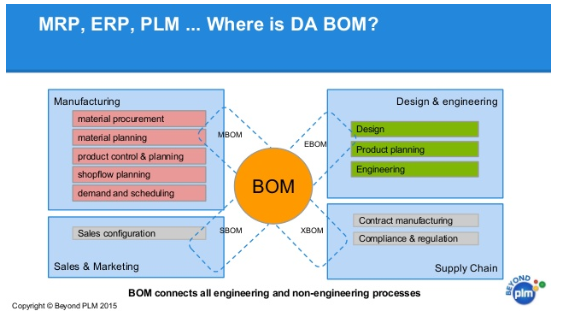 MRP, ERP, PLM ... Where is DA BOM?
Manufacturing
material procurement
material planning
product control & planning
shopflow planning
demand and scheduling
Design & engineering
Design
Product planning
Engineering
MBOM
EBOM
BOM
SBOM
XBOM
Sales configuration
Sales & Marketing
Contract manufacturing
Compliance & regulation
Supply Chain
BOM connects all engineering and non-engineering processes
BEYOND
plm
Copyright © Beyond PLM 2015